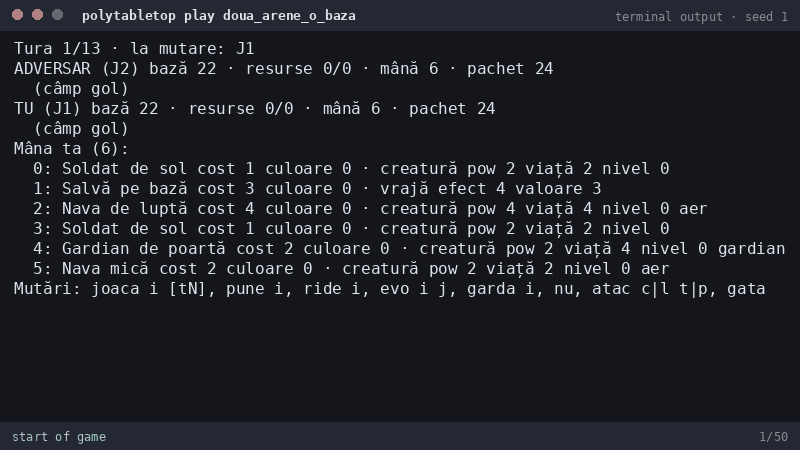 polytabletop play doua_arene_o_baza
terminal output · seed 1
Tura 1/13 · la mutare: J1
ADVERSAR (J2) bază 22 · resurse 0/0 · mână 6 · pachet 24
(câmp gol)
TU (J1) bază 22 · resurse 0/0 · mână 6 · pachet 24
(câmp gol)
Mâna ta (6):
0: Soldat de sol cost 1 culoare 0 · creatură pow 2 viață 2 nivel 0
1: Salvă pe bază cost 3 culoare 0 · vrajă efect 4 valoare 3
2: Nava de luptă cost 4 culoare 0 · creatură pow 4 viață 4 nivel 0 aer
3: Soldat de sol cost 1 culoare 0 · creatură pow 2 viață 2 nivel 0
4: Gardian de poartă cost 2 culoare 0 · creatură pow 2 viață 4 nivel 0 gardian
5: Nava mică cost 2 culoare 0 · creatură pow 2 viață 2 nivel 0 aer
Mutări: joaca i [tN], pune i, ride i, evo i j, garda i, nu, atac c|l t|p, gata
start of game
1/50